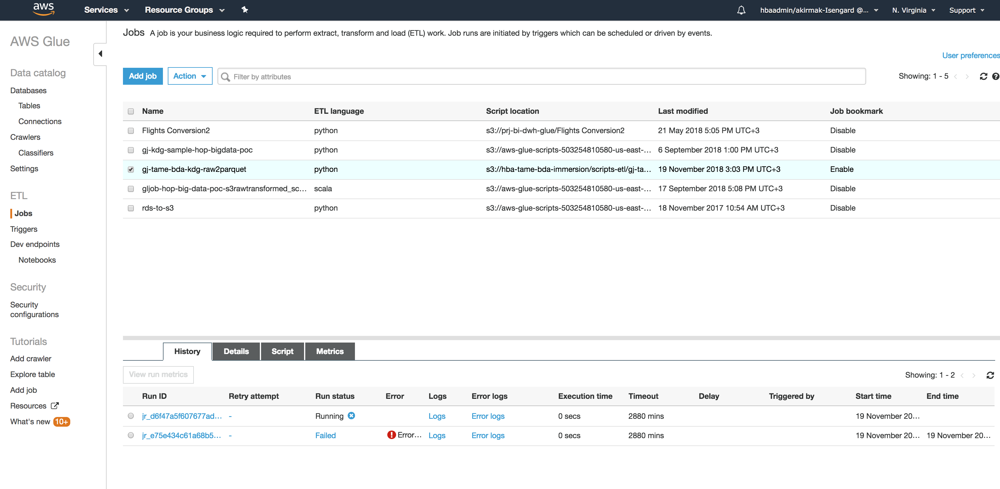 aws Services Resource Groups hbaadmin/akirmak-Isengard @... N. Virginia Support
AWS Glue
Data catalog
Databases
Tables
Connections
Crawlers
Classifiers
Settings
ETL
Jobs
Triggers
Dev endpoints
Notebooks
Security
Security
configurations
Tutorials
Add crawler
Explore table
Add job
Resources
What's new 10+
Jobs A job is your business logic required to perform extract, transform and load (ETL) work. Job runs are initiated by triggers which can be scheduled or driven by events.
User preferences
Add job Action Filter by attributes Showing: 1 - 5
Name ETL language Script location Last modified Job bookmark
Flights Conversion2 python s3://prj-bi-dwh-glue/Flights Conversion2 21 May 2018 5:05 PM UTC+3 Disable
gj-kdg-sample-hop-bigdata-poc python s3://aws-glue-scripts-503254810580-us-east-... 6 September 2018 1:00 PM UTC+3 Disable
gj-tame-bda-kdg-raw2parquet python s3://hba-tame-bda-immersion/scripts-etl/gj-ta... 19 November 2018 3:03 PM UTC+3 Enable
gljob-hop-big-data-poc-s3rawtransformed_sc... scala s3://aws-glue-scripts-503254810580-us-east-... 17 September 2018 5:08 PM UTC+3 Disable
rds-to-s3 python s3://aws-glue-scripts-503254810580-us-east-... 18 November 2017 10:54 AM UTC+3 Disable
History Details Script Metrics
View run metrics Showing: 1 - 2
Run ID Retry attempt Run status Error Logs Error logs Execution time Timeout Delay Triggered by Start time End time
jr_d6f47a5f607677ad... - Running Logs Error logs 0 secs 2880 mins 19 November 20...
jr_e75e434c61a68b5... - Failed Error... Logs Error logs 0 secs 2880 mins 19 November 20... 19 November 20...